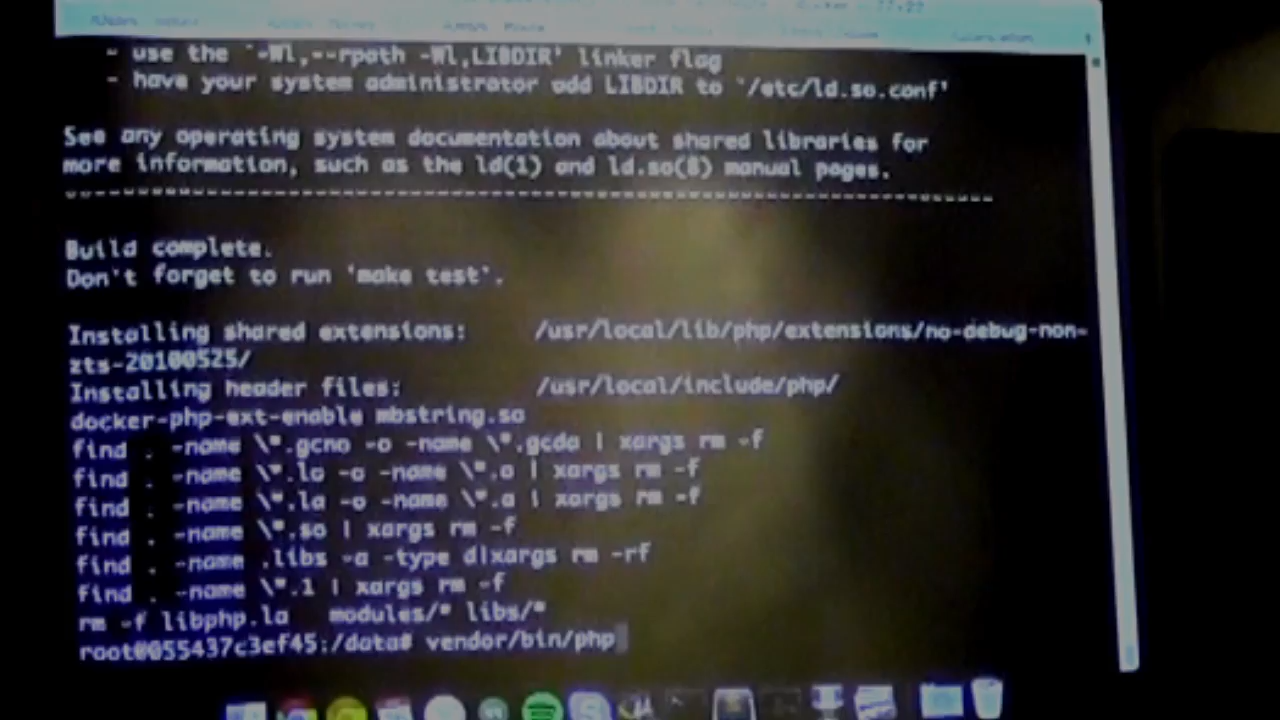 - use the `-Wl,--rpath -Wl,LIBDIR' linker flag
- have your system administrator add LIBDIR to '/etc/ld.so.conf'
See any operating system documentation about shared libraries for
more information, such as the ld(1) and ld.so(8) manual pages.
----------------------------------------------------------------------
Build complete.
Don't forget to run 'make test'.
Installing shared extensions: /usr/local/lib/php/extensions/no-debug-non-
zts-20100525/
Installing header files: /usr/local/include/php/
docker-php-ext-enable mbstring.so
find . -name \*.gcno -o -name \*.gcda | xargs rm -f
find . -name \*.lo -o -name \*.o | xargs rm -f
find . -name \*.la -o -name \*.a | xargs rm -f
find . -name \*.so | xargs rm -f
find . -name .libs -a -type d|xargs rm -rf
find . -name \*.1 | xargs rm -f
rm -f libphp.la modules/* libs/*
root@055437c3ef45:/data# vendor/bin/php